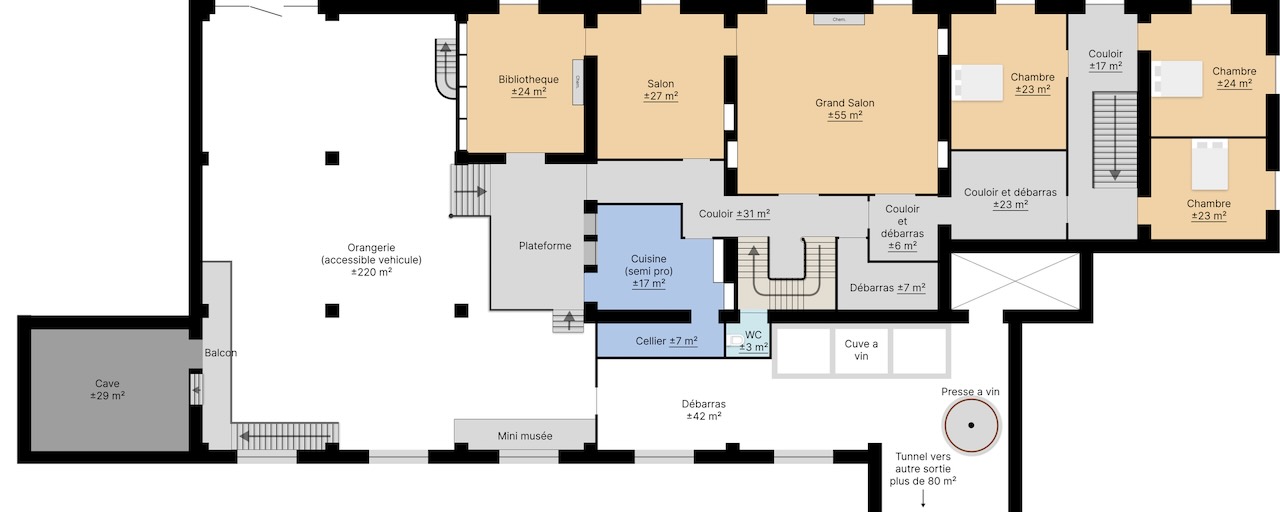 Chem.
Bibliotheque
±24 m²
Chem.
Salon
±27 m²
Grand Salon
±55 m²
Chambre
±23 m²
Couloir
±17 m²
Chambre
±24 m²
Couloir et débarras
±23 m²
Chambre
±23 m²
Couloir ±31 m²
Couloir
et
débarras
±6 m²
Plateforme
Orangerie
(accessible vehicule)
±220 m²
Cuisine
(semi pro)
±17 m²
Débarras ±7 m²
Cellier ±7 m²
WC
±3 m²
Cuve a
vin
Balcon
Cave
±29 m²
Débarras
±42 m²
Presse a vin
Mini musée
Tunnel vers
autre sortie
plus de 80 m²